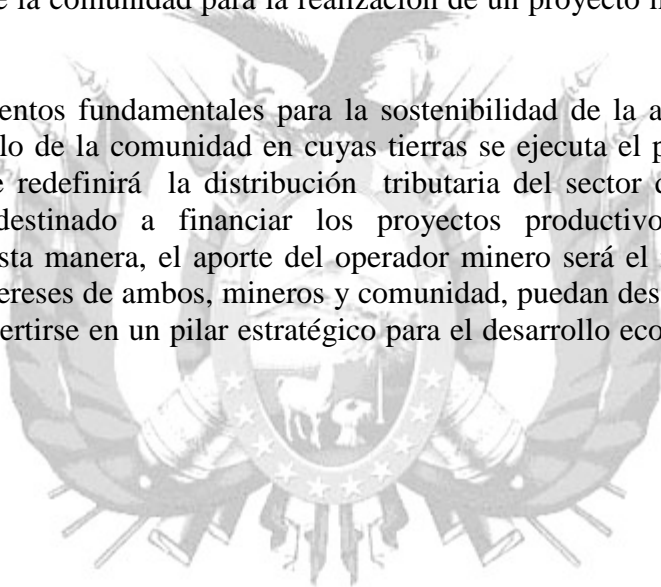 de la comunidad para la realización de un proyecto
entos fundamentales para la sostenibilidad de la a
lo de la comunidad en cuyas tierras se ejecuta el p
e redefinirá la distribución tributaria del sector
destinado a financiar los proyectos productivo
sta manera, el aporte del operador minero será el
ereses de ambos, mineros y comunidad, puedan des
ertirse en un pilar estratégico para el desarrollo eco